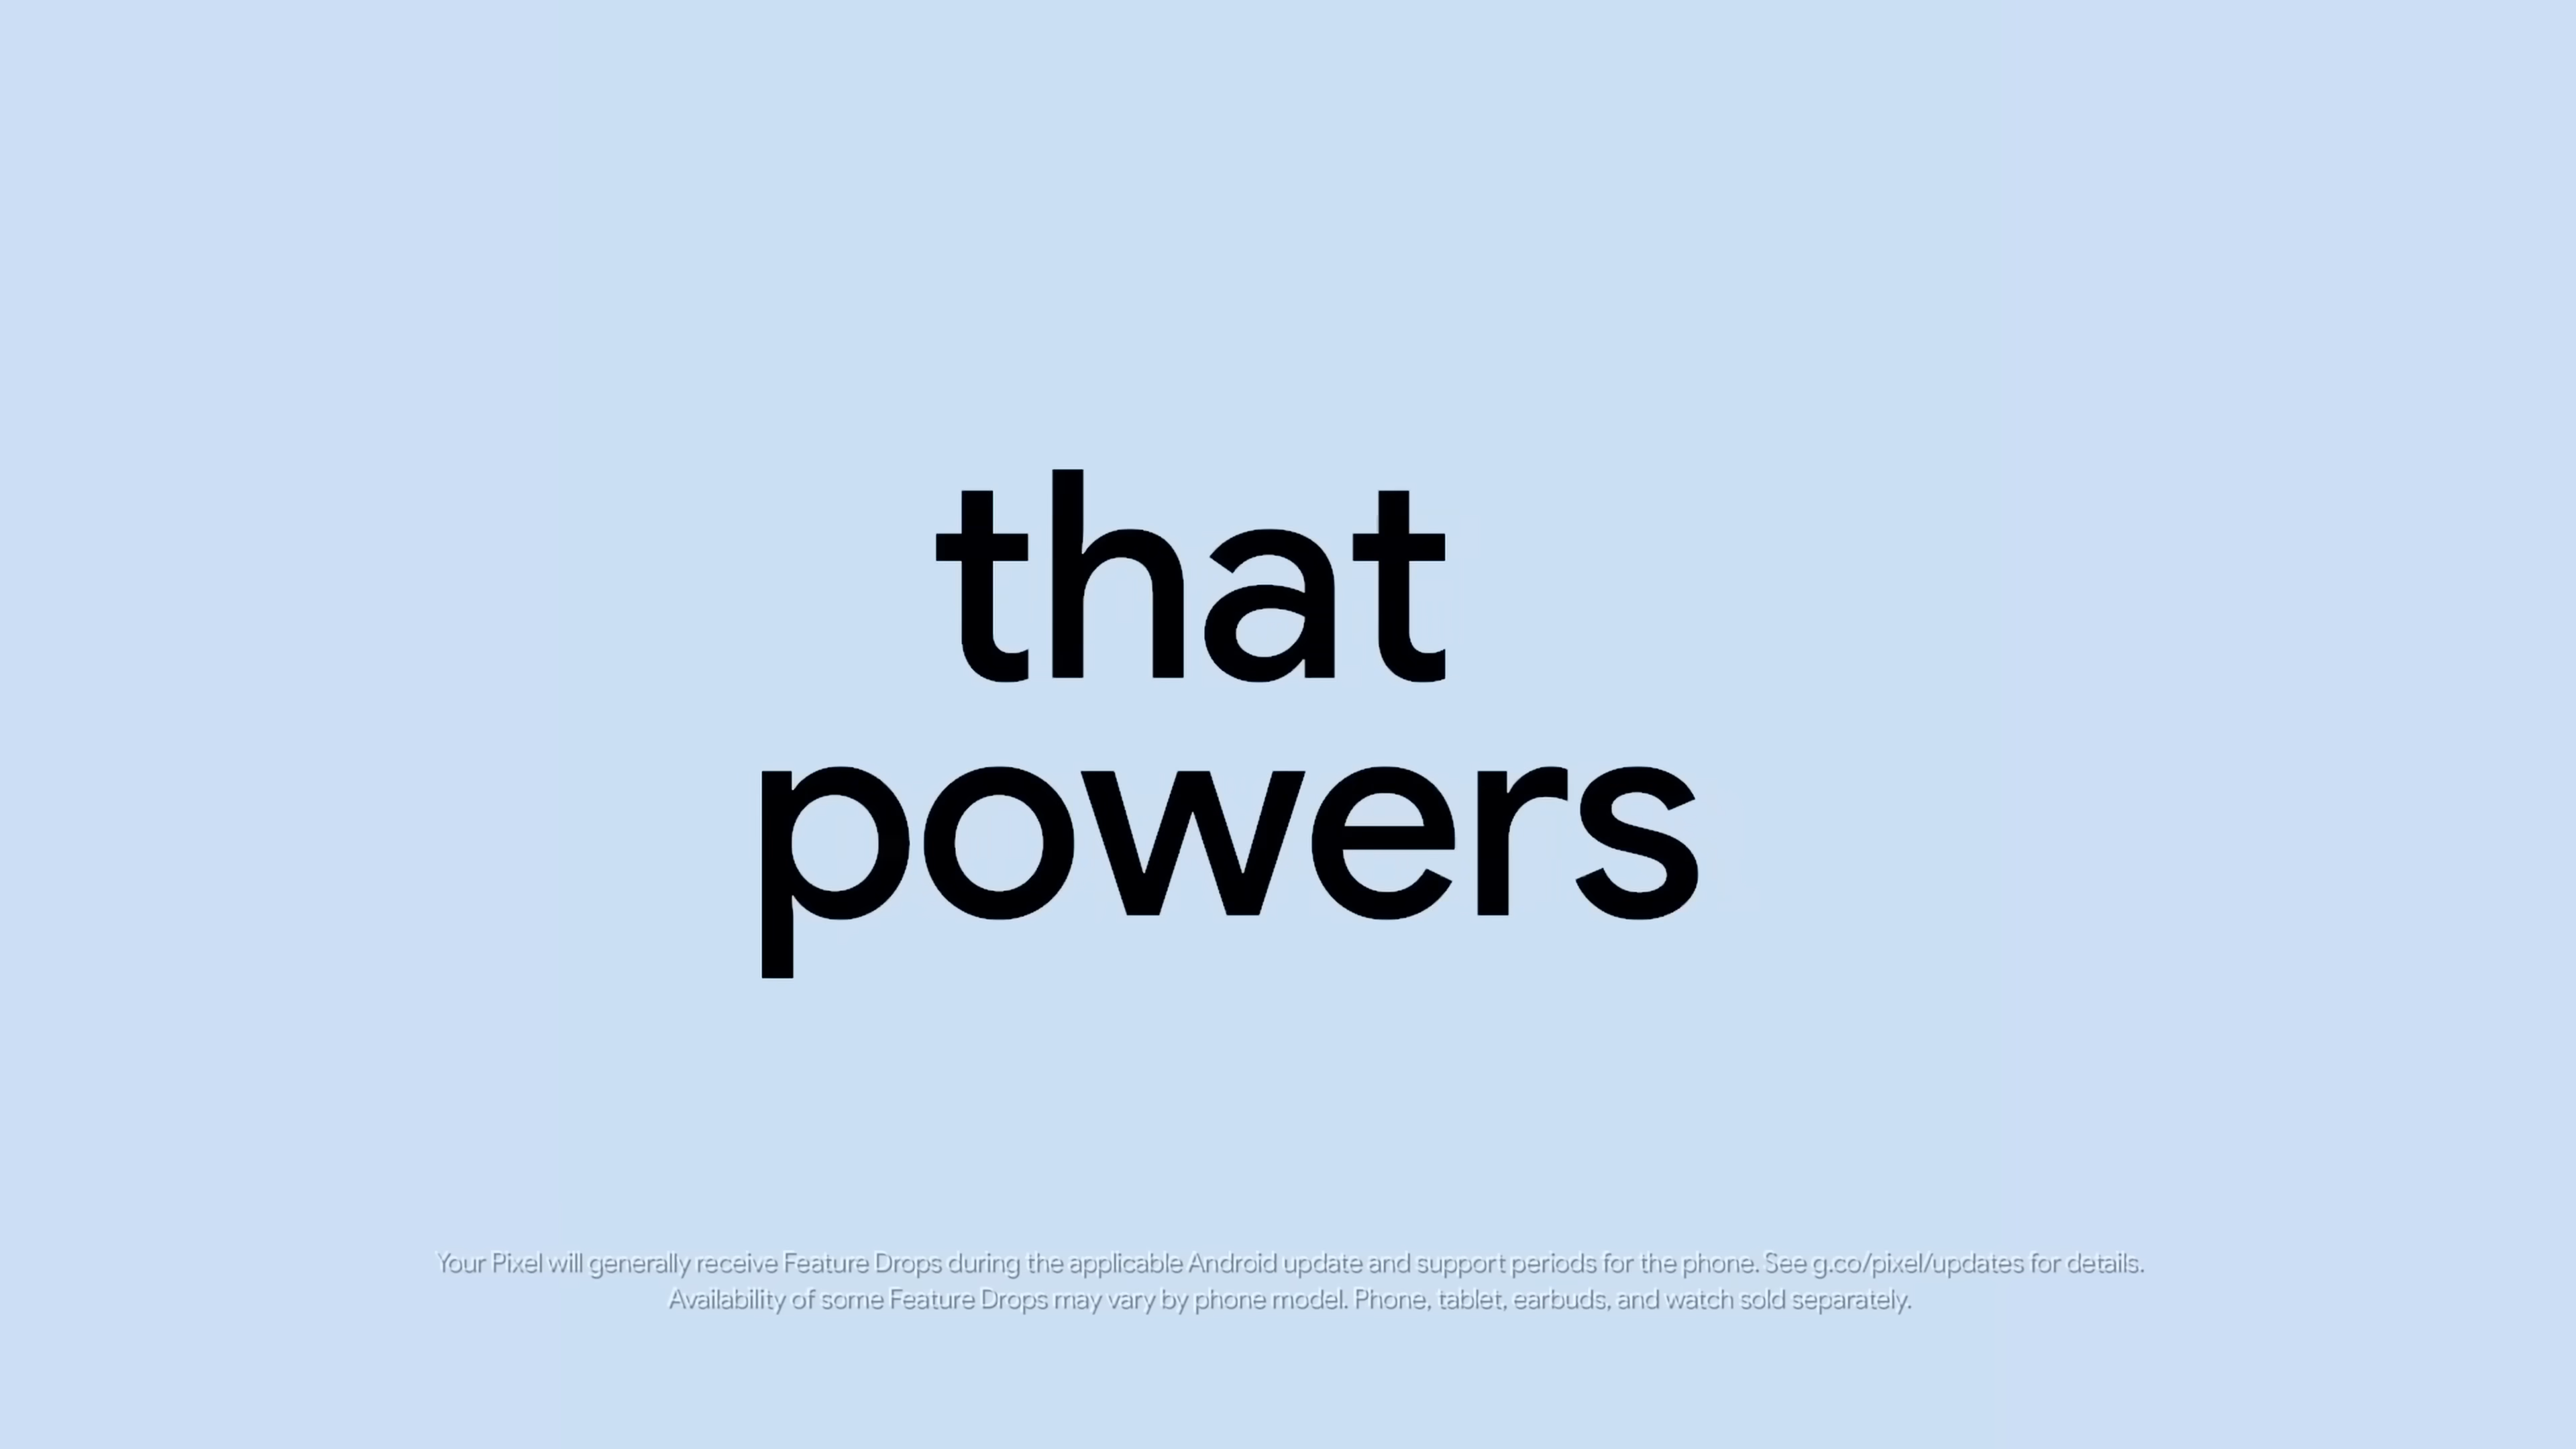 that
powers
Your Pixel will generally receive Feature Drops during the applicable Android update and support periods for the phone. See g.co/pixel/updates for details.
Availability of some Feature Drops may vary by phone model. Phone, tablet, earbuds, and watch sold separately.